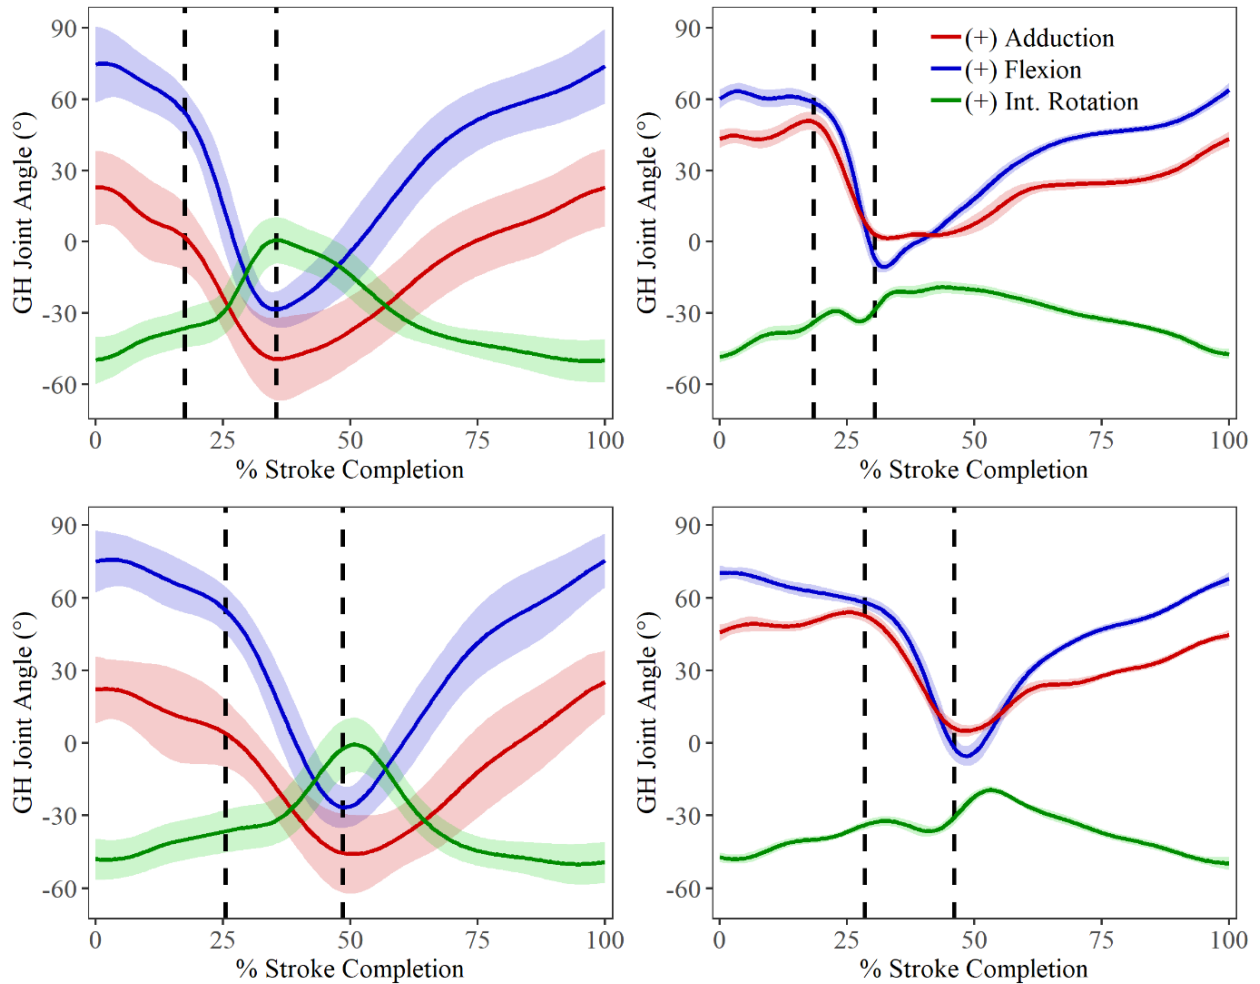 90
60
30
0
-30
-60
GH Joint Angle (°)
0 25 50 75 100
% Stroke Completion
(+) Adduction
(+) Flexion
(+) Int. Rotation
90
60
30
0
-30
-60
GH Joint Angle (°)
0 25 50 75 100
% Stroke Completion
90
60
30
0
-30
-60
GH Joint Angle (°)
0 25 50 75 100
% Stroke Completion
90
60
30
0
-30
-60
GH Joint Angle (°)
0 25 50 75 100
% Stroke Completion